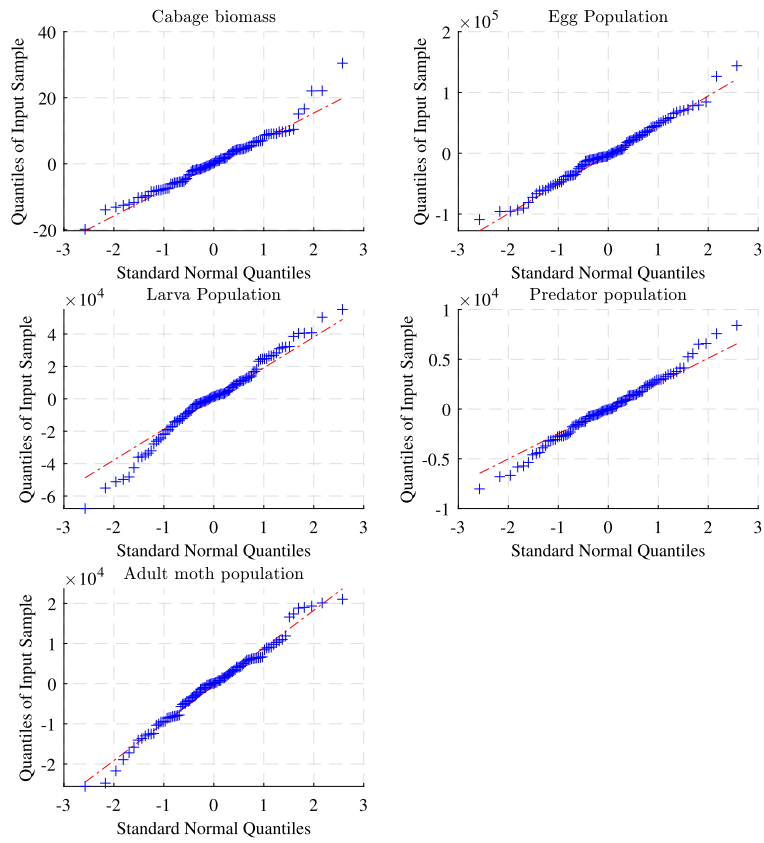 Cabage biomass
40
20
0
-20
-3 -2 -1 0 1 2 3
Standard Normal Quantiles
Quantiles of Input Sample
Egg Population
×10^5
2
1
0
-1
-3 -2 -1 0 1 2 3
Standard Normal Quantiles
Quantiles of Input Sample
Larva Population
×10^4
4
2
0
-2
-4
-6
-3 -2 -1 0 1 2 3
Standard Normal Quantiles
Quantiles of Input Sample
Predator population
×10^4
1
0.5
0
-0.5
-1
-3 -2 -1 0 1 2 3
Standard Normal Quantiles
Quantiles of Input Sample
Adult moth population
×10^4
2
1
0
-1
-2
-3 -2 -1 0 1 2 3
Standard Normal Quantiles
Quantiles of Input Sample